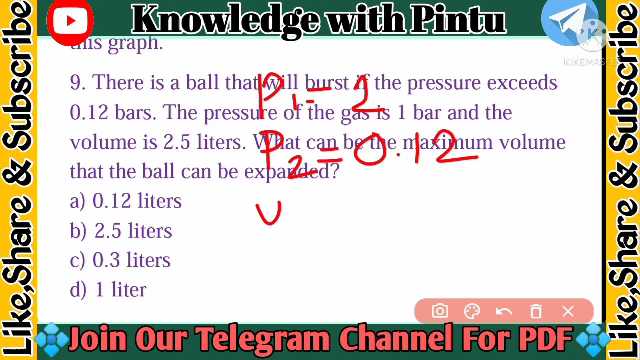 Knowledge with Pintu
this graph.
9. There is a ball that will burst if the pressure exceeds
0.12 bars. The pressure of the gas is 1 bar and the
volume is 2.5 liters. What can be the maximum volume
that the ball can be expanded?
a) 0.12 liters
b) 2.5 liters
c) 0.3 liters
d) 1 liter
P1 = 1
P2 = 0.12
V
KINEMASTER
Like,Share & Subscribe
Like,Share & Subscribe
Join Our Telegram Channel For PDF